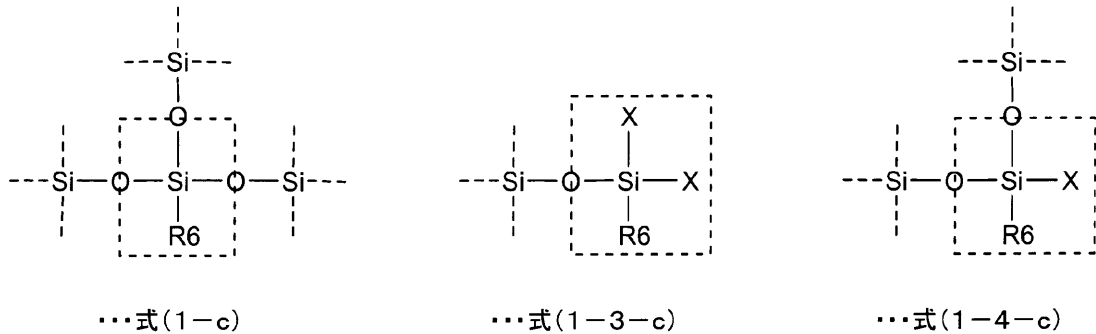 Si
Si
O
X
O
Si O Si O Si
Si O Si X
Si O Si X
R6
R6
R6
…式(1－c)
…式(1－3－c)
…式(1－4－c)